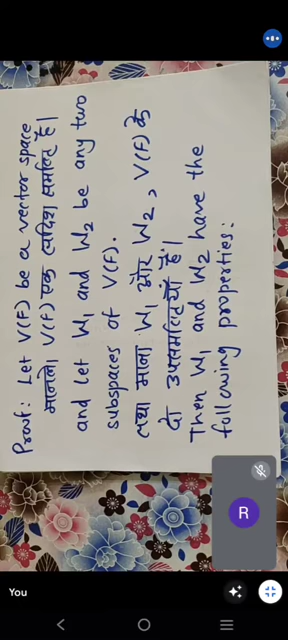 Proof: Let V(F) be a vector space
मानलो V(F) एक सदिश समष्टि है।
and let W₁ and W₂ be any two
subspaces of V(F).
तथा माना W₁ और W₂, V(F) के
दो उपसमष्टियाँ हैं।
Then W₁ and W₂ have the
following properties:
R
You